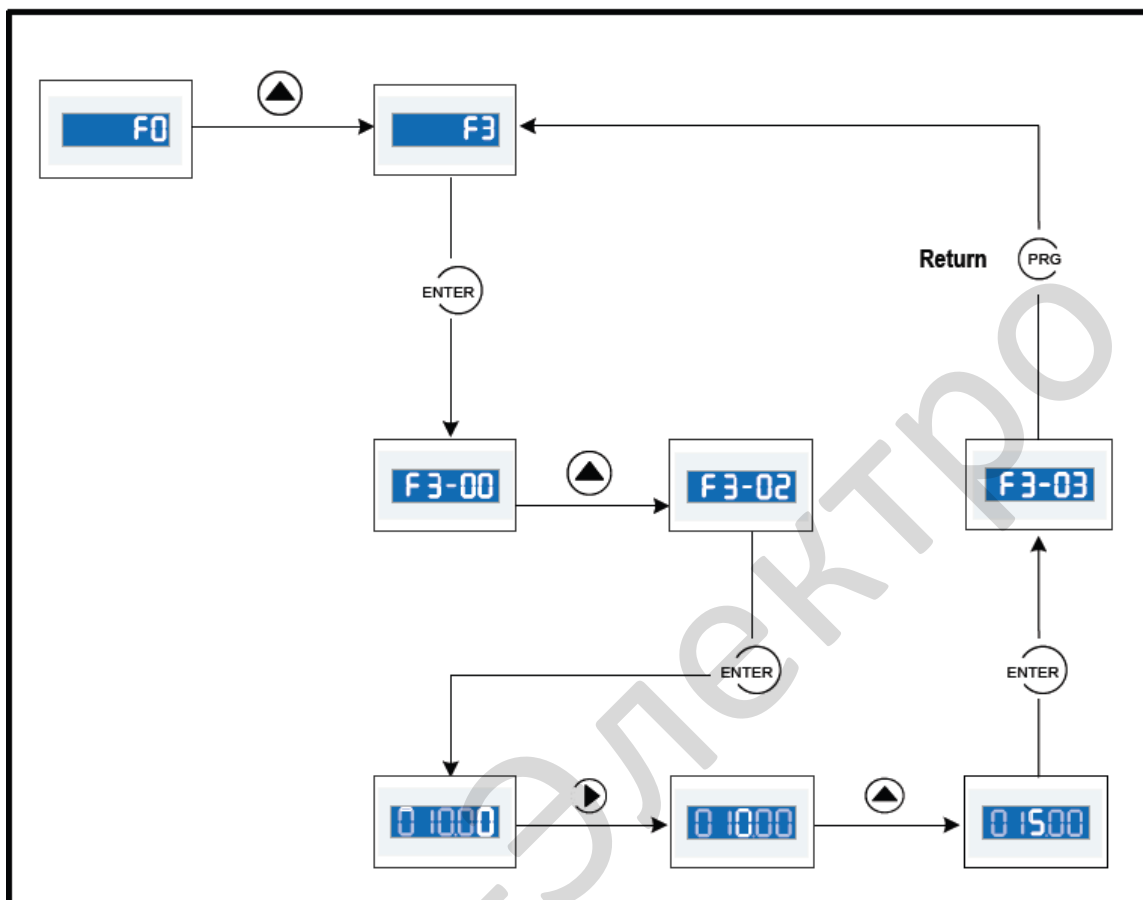 F0
F3
Return
PRG
ENTER
F3-00
F3-02
F3-03
ENTER
ENTER
010.00
010.00
015.00
Электро